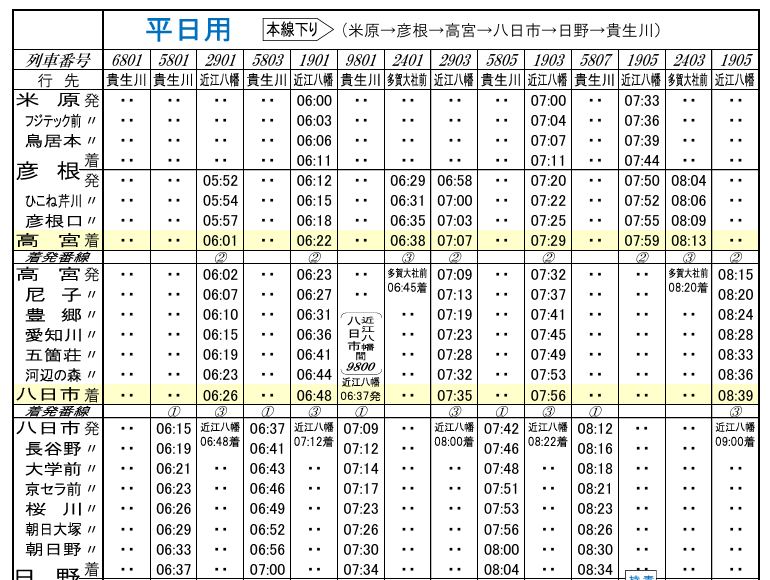 平日用 本線下り (米原→彦根→高宮→八日市→日野→貴生川)
列車番号 6801 5801 2901 5803 1901 9801 2401 2903 5805 1903 5807 1905 2403 1905
行先 貴生川 貴生川 近江八幡 貴生川 近江八幡 貴生川 多賀大社前 近江八幡 貴生川 近江八幡 貴生川 近江八幡 多賀大社前 近江八幡
米原 発 ‥ ‥ ‥ ‥ 06:00 ‥ ‥ ‥ ‥ 07:00 ‥ 07:33 ‥ ‥
フジテック前 〃 ‥ ‥ ‥ ‥ 06:03 ‥ ‥ ‥ ‥ 07:04 ‥ 07:36 ‥ ‥
鳥居本 〃 ‥ ‥ ‥ ‥ 06:06 ‥ ‥ ‥ ‥ 07:07 ‥ 07:39 ‥ ‥
彦根 着 ‥ ‥ ‥ ‥ 06:11 ‥ ‥ ‥ ‥ 07:11 ‥ 07:44 ‥ ‥
発 ‥ ‥ 05:52 ‥ 06:12 ‥ 06:29 06:58 ‥ 07:20 ‥ 07:50 08:04 ‥
ひこね芹川 〃 ‥ ‥ 05:54 ‥ 06:15 ‥ 06:31 07:00 ‥ 07:22 ‥ 07:52 08:06 ‥
彦根口 〃 ‥ ‥ 05:57 ‥ 06:18 ‥ 06:35 07:03 ‥ 07:25 ‥ 07:55 08:09 ‥
高宮 着 ‥ ‥ 06:01 ‥ 06:22 ‥ 06:38 07:07 ‥ 07:29 ‥ 07:59 08:13 ‥
着発番線 ② ② ③ ② ② ② ③ ②
高宮 発 ‥ ‥ 06:02 ‥ 06:23 ‥ 多賀大社前 07:09 ‥ 07:32 ‥ ‥ 多賀大社前 08:15
06:45着 08:20着
尼子 〃 ‥ ‥ 06:07 ‥ 06:27 ‥ 07:13 ‥ 07:37 ‥ ‥ 08:20
豊郷 〃 ‥ ‥ 06:10 ‥ 06:31 ‥ 07:19 ‥ 07:41 ‥ ‥ ‥ 08:24
愛知川 〃 ‥ ‥ 06:15 ‥ 06:36 ‥ 07:23 ‥ 07:45 ‥ ‥ ‥ 08:28
五箇荘 〃 ‥ ‥ 06:19 ‥ 06:41 ‥ 07:28 ‥ 07:49 ‥ ‥ ‥ 08:33
近江八幡
八日市
間
9800
河辺の森 〃 ‥ ‥ 06:23 ‥ 06:44 近江八幡 ‥ 07:32 ‥ 07:53 ‥ ‥ ‥ 08:36
八日市 着 ‥ ‥ 06:26 ‥ 06:48 06:37発 ‥ 07:35 ‥ 07:56 ‥ ‥ ‥ 08:39
着発番線 ① ③ ① ③ ① ③ ① ③ ① ③
八日市 発 ‥ 06:15 近江八幡 06:37 近江八幡 07:09 ‥ 近江八幡 07:42 近江八幡 08:12 ‥ ‥ 近江八幡
06:48着 07:12着 08:00着 08:22着 09:00着
長谷野 〃 ‥ 06:19 06:41 07:12 ‥ 07:46 08:16 ‥ ‥
大学前 〃 ‥ 06:21 ‥ 06:43 ‥ 07:14 ‥ ‥ 07:48 ‥ 08:18 ‥ ‥ ‥
京セラ前 〃 ‥ 06:23 ‥ 06:46 ‥ 07:17 ‥ ‥ 07:51 ‥ 08:21 ‥ ‥ ‥
桜川 〃 ‥ 06:26 ‥ 06:49 ‥ 07:23 ‥ ‥ 07:53 ‥ 08:23 ‥ ‥ ‥
朝日大塚 〃 ‥ 06:29 ‥ 06:52 ‥ 07:26 ‥ ‥ 07:56 ‥ 08:26 ‥ ‥ ‥
朝日野 〃 ‥ 06:33 ‥ 06:56 ‥ 07:30 ‥ ‥ 08:00 ‥ 08:30 ‥ ‥ ‥
日野 着 ‥ 06:37 ‥ 07:00 ‥ 07:34 ‥ ‥ 08:04 ‥ 08:34 ‥ ‥